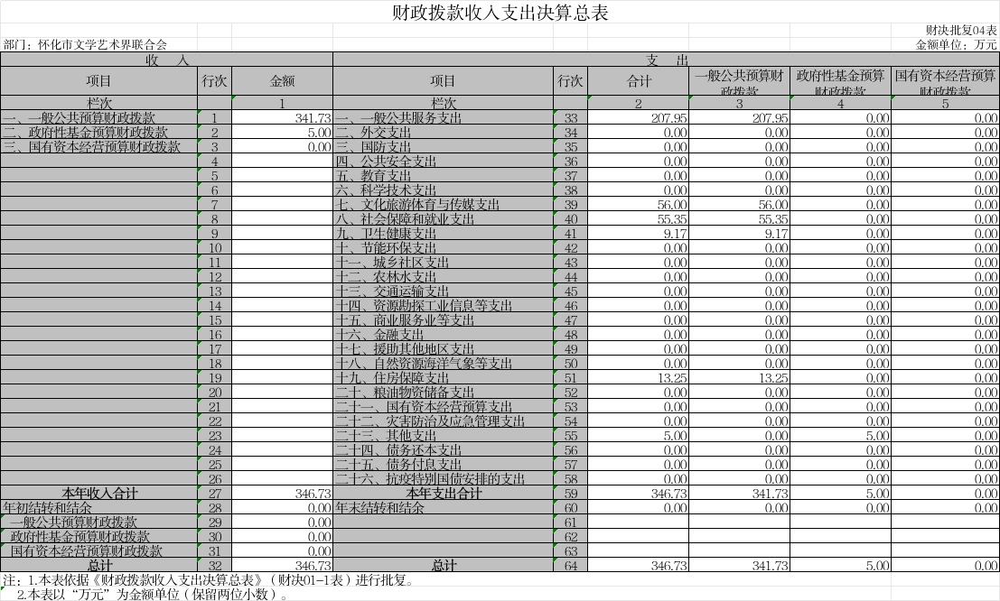 财政拨款收入支出决算总表
财决批复04表
部门：怀化市文学艺术界联合会 金额单位：万元
收 入 支 出
项目 行次 金额 项目 行次 合计 一般公共预算财政拨款 政府性基金预算财政拨款 国有资本经营预算财政拨款
栏次 1 栏次 2 3 4 5
一、一般公共预算财政拨款 1 341.73 一、一般公共服务支出 33 207.95 207.95 0.00 0.00
二、政府性基金预算财政拨款 2 5.00 二、外交支出 34 0.00 0.00 0.00 0.00
三、国有资本经营预算财政拨款 3 0.00 三、国防支出 35 0.00 0.00 0.00 0.00
4 四、公共安全支出 36 0.00 0.00 0.00 0.00
5 五、教育支出 37 0.00 0.00 0.00 0.00
6 六、科学技术支出 38 0.00 0.00 0.00 0.00
7 七、文化旅游体育与传媒支出 39 56.00 56.00 0.00 0.00
8 八、社会保障和就业支出 40 55.35 55.35 0.00 0.00
9 九、卫生健康支出 41 9.17 9.17 0.00 0.00
10 十、节能环保支出 42 0.00 0.00 0.00 0.00
11 十一、城乡社区支出 43 0.00 0.00 0.00 0.00
12 十二、农林水支出 44 0.00 0.00 0.00 0.00
13 十三、交通运输支出 45 0.00 0.00 0.00 0.00
14 十四、资源勘探工业信息等支出 46 0.00 0.00 0.00 0.00
15 十五、商业服务业等支出 47 0.00 0.00 0.00 0.00
16 十六、金融支出 48 0.00 0.00 0.00 0.00
17 十七、援助其他地区支出 49 0.00 0.00 0.00 0.00
18 十八、自然资源海洋气象等支出 50 0.00 0.00 0.00 0.00
19 十九、住房保障支出 51 13.25 13.25 0.00 0.00
20 二十、粮油物资储备支出 52 0.00 0.00 0.00 0.00
21 二十一、国有资本经营预算支出 53 0.00 0.00 0.00 0.00
22 二十二、灾害防治及应急管理支出 54 0.00 0.00 0.00 0.00
23 二十三、其他支出 55 5.00 0.00 5.00 0.00
24 二十四、债务还本支出 56 0.00 0.00 0.00 0.00
25 二十五、债务付息支出 57 0.00 0.00 0.00 0.00
26 二十六、抗疫特别国债安排的支出 58 0.00 0.00 0.00 0.00
本年收入合计 27 346.73 本年支出合计 59 346.73 341.73 5.00 0.00
年初结转和结余 28 0.00 年末结转和结余 60 0.00 0.00 0.00 0.00
一般公共预算财政拨款 29 0.00 61
政府性基金预算财政拨款 30 0.00 62
国有资本经营预算财政拨款 31 0.00 63
总计 32 346.73 总计 64 346.73 341.73 5.00 0.00
注：1.本表依据《财政拨款收入支出决算总表》（财决01-1表）进行批复。
2.本表以“万元”为金额单位（保留两位小数）。